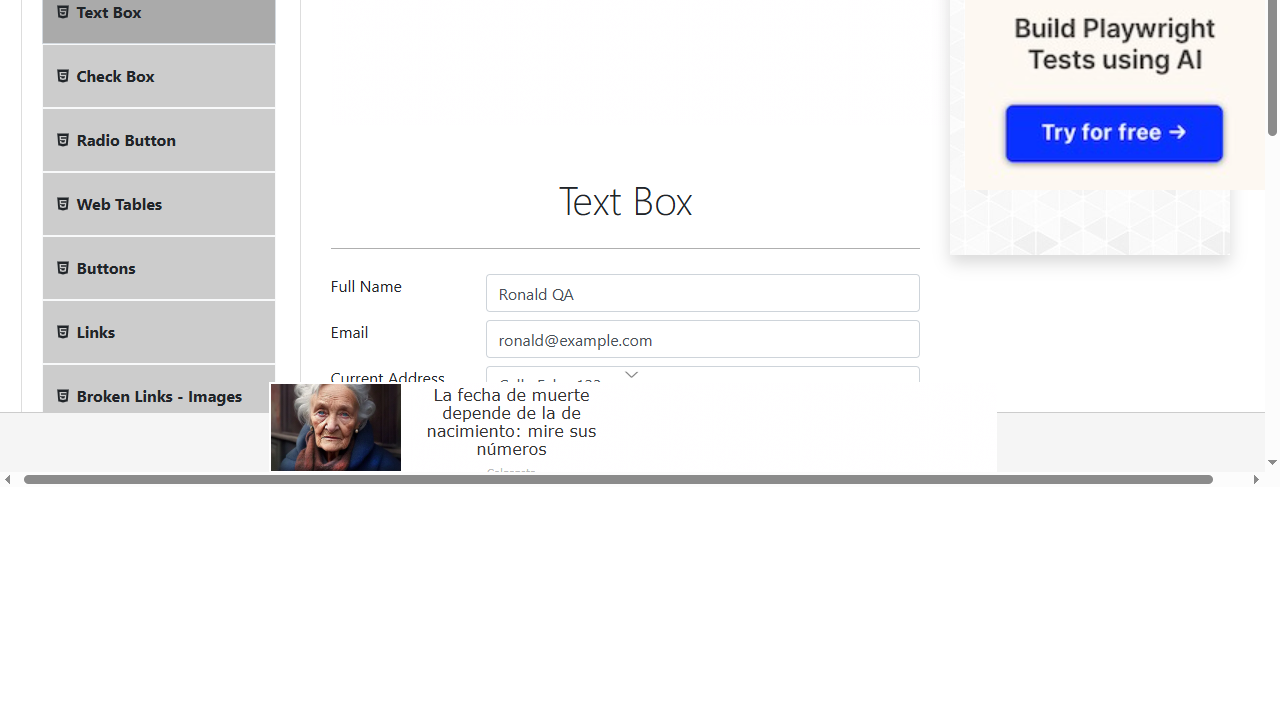 Text Box
Check Box
Radio Button
Web Tables
Buttons
Links
Broken Links - Images
Build Playwright
Tests using AI
Try for free →
Text Box
Full Name
Ronald QA
Email
ronald@example.com
Current Address
La fecha de muerte
depende de la de
nacimiento: mire sus
números